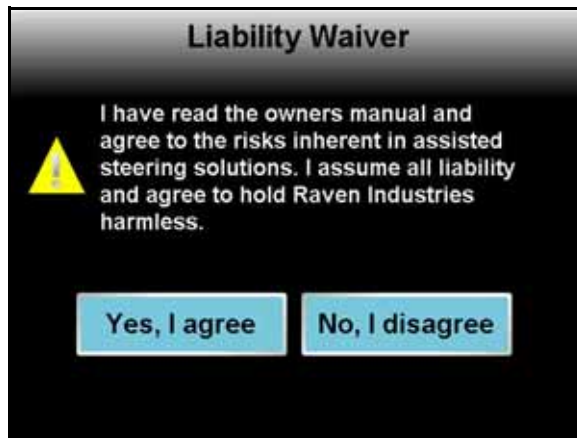 Liability Waiver
I have read the owners manual and
agree to the risks inherent in assisted
steering solutions. I assume all liability
and agree to hold Raven Industries
harmless.
Yes, I agree
No, I disagree